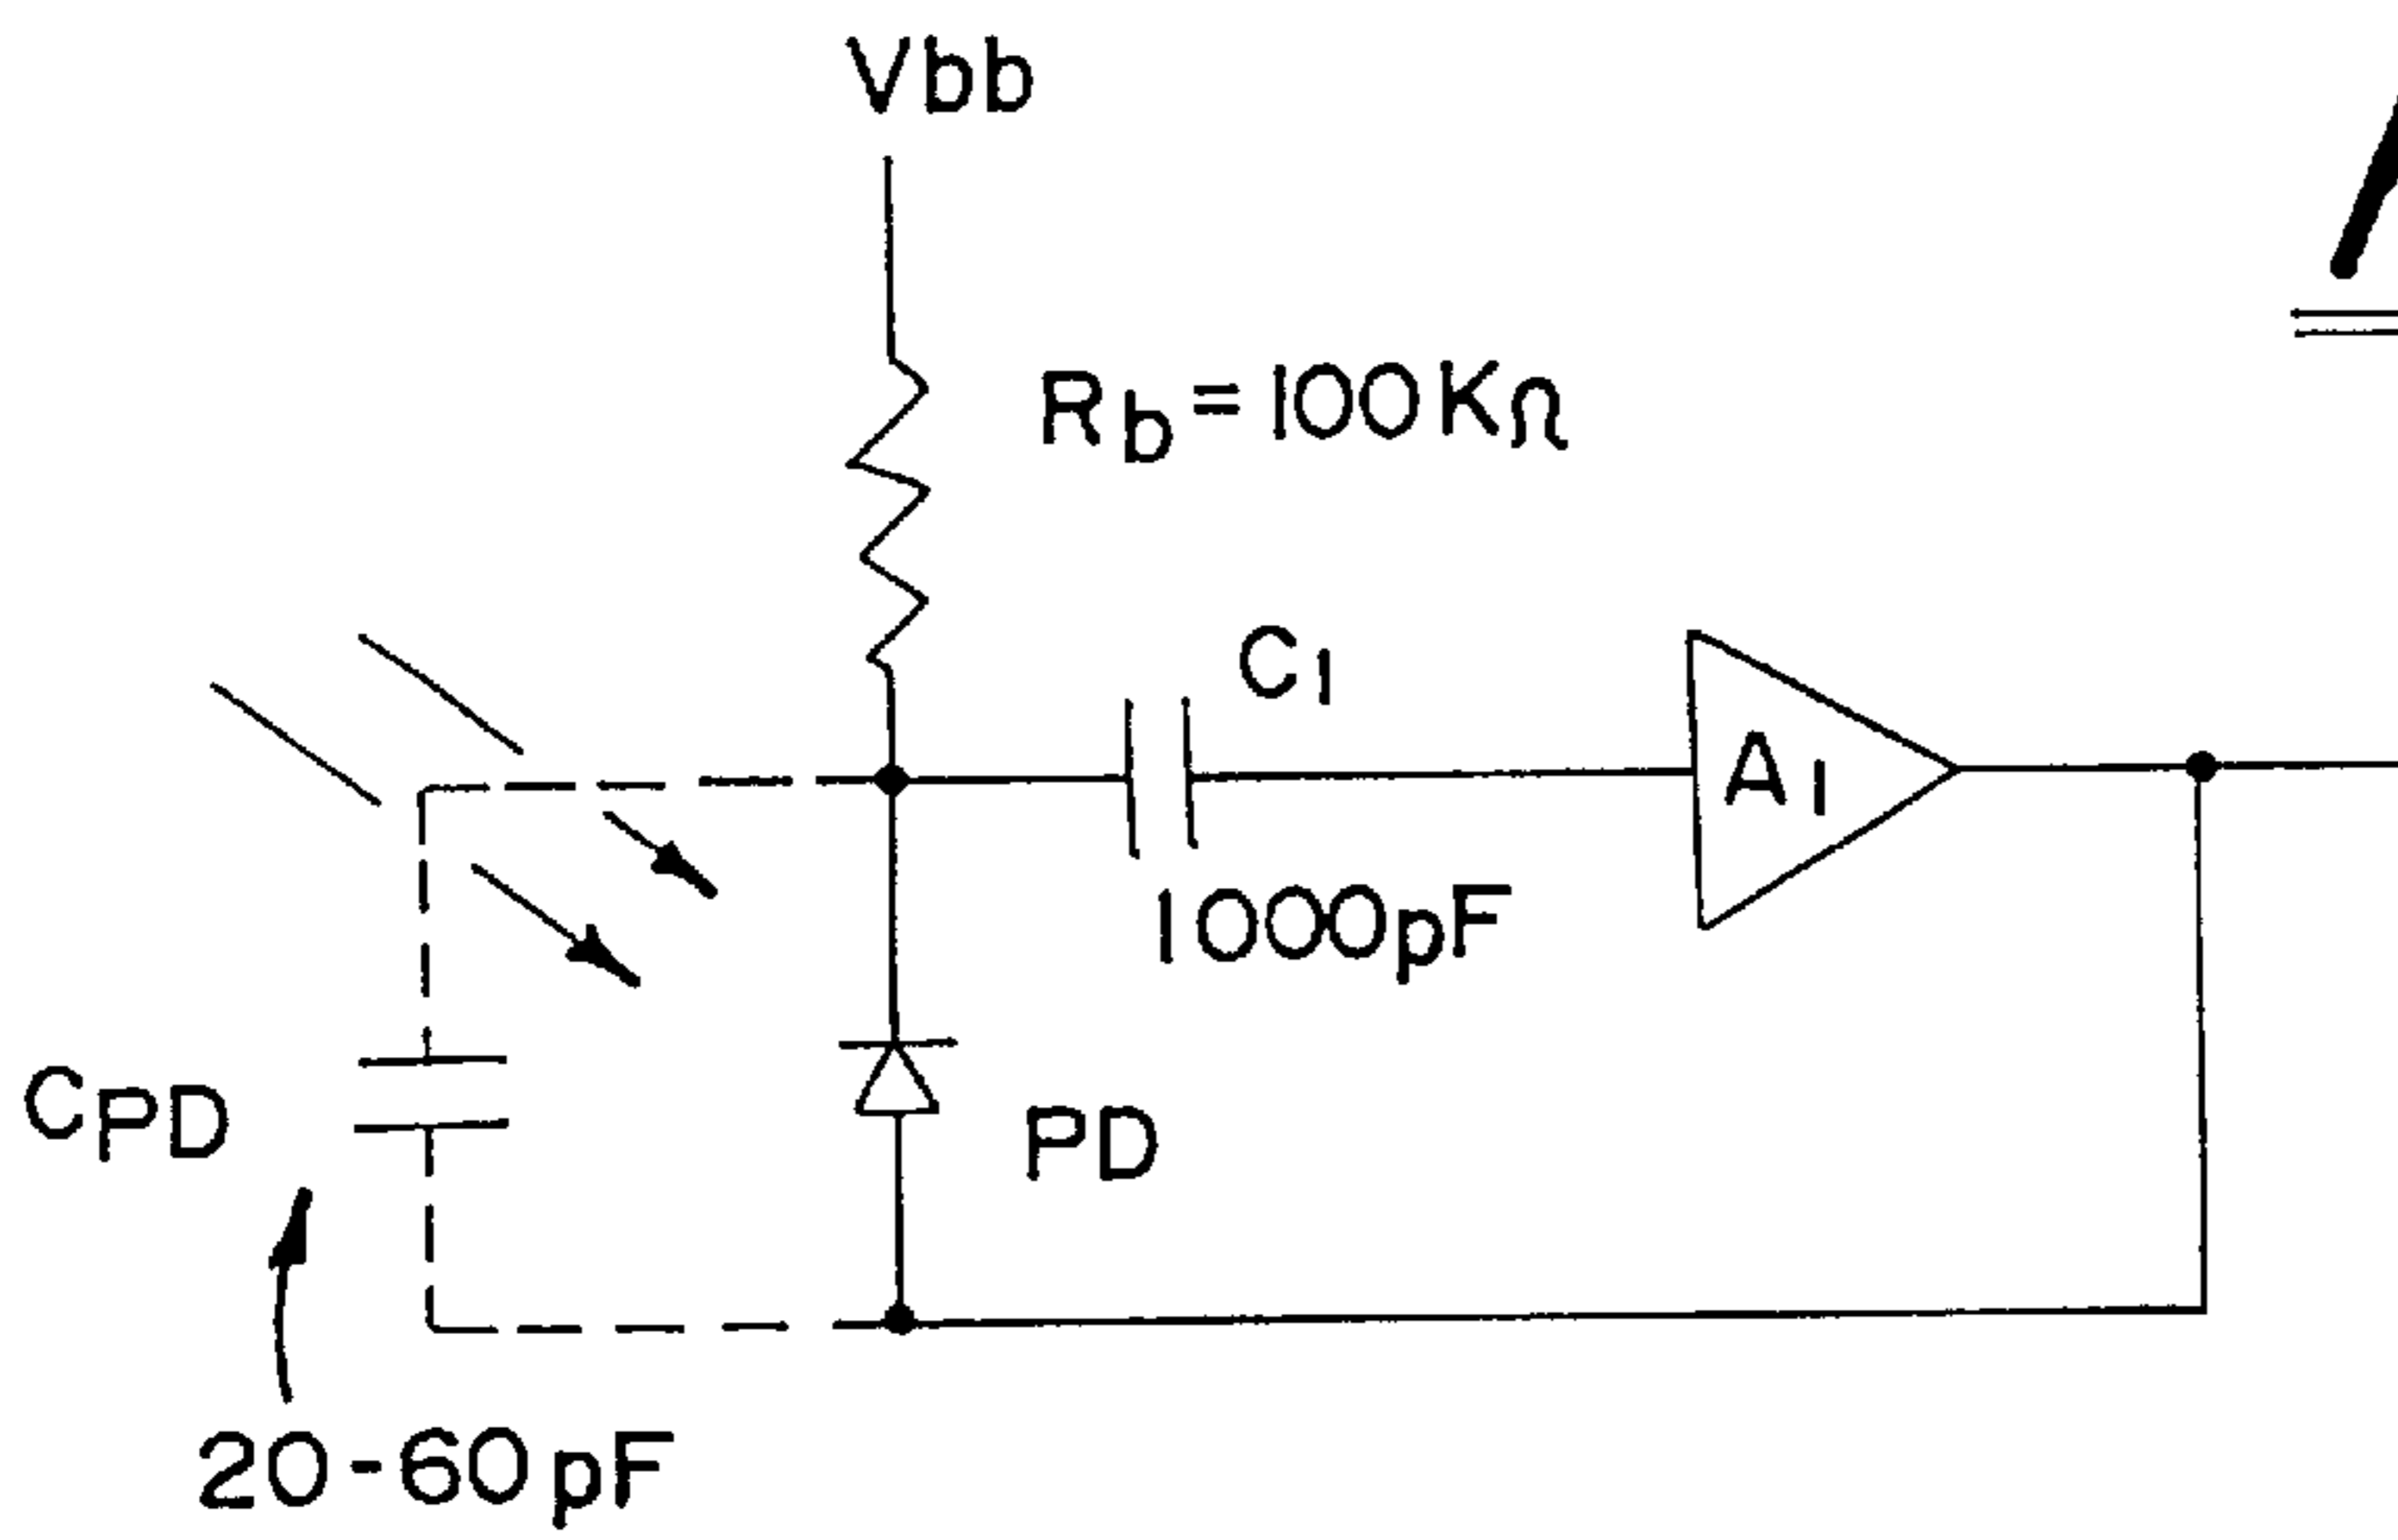 Vbb
Rb=100KΩ
C1
A1
1000pF
CPD
PD
20-60pF